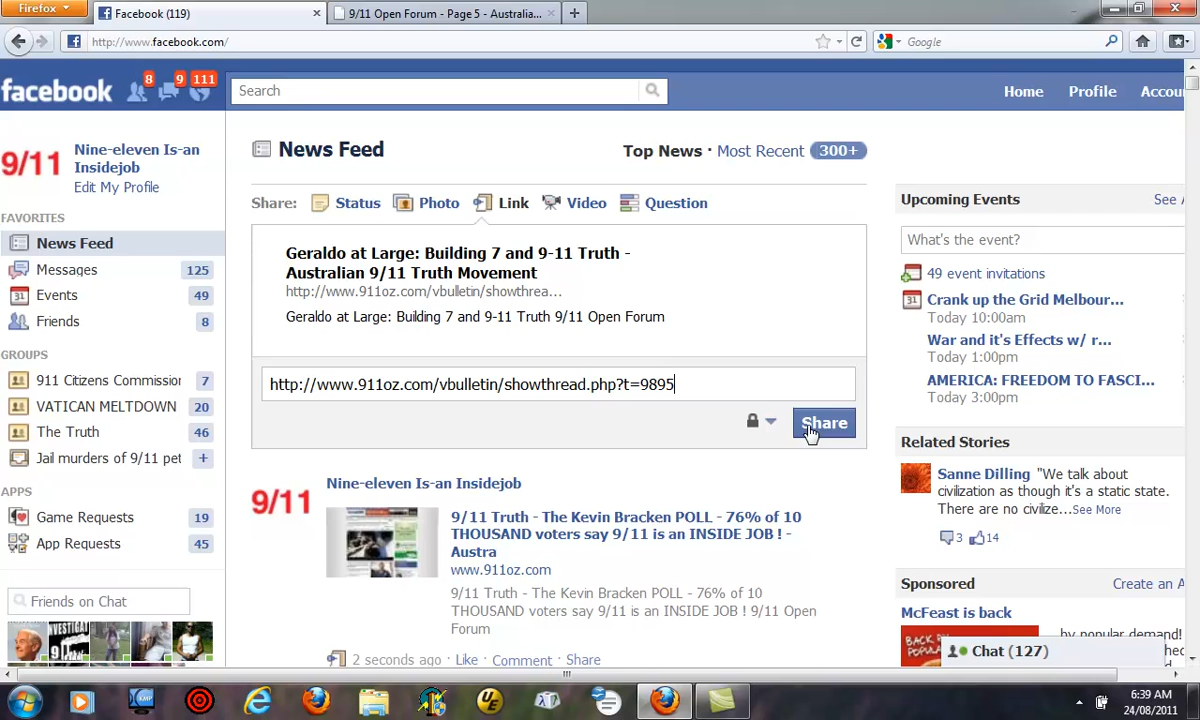 Firefox
Facebook (119)
9/11 Open Forum - Page 5 - Australia...
http://www.facebook.com/
Google
facebook
8
9
111
Search
Home
Profile
Accou
9/11
Nine-eleven Is-an
Insidejob
Edit My Profile
FAVORITES
News Feed
Messages
125
Events
49
Friends
8
GROUPS
911 Citizens Commission
7
VATICAN MELTDOWN
20
The Truth
46
Jail murders of 9/11 pet
+
APPS
Game Requests
19
App Requests
45
Friends on Chat
News Feed
Top News · Most Recent 300+
Share:
Status
Photo
Link
Video
Question
Geraldo at Large: Building 7 and 9-11 Truth -
Australian 9/11 Truth Movement
http://www.911oz.com/vbulletin/showthrea...
Geraldo at Large: Building 7 and 9-11 Truth 9/11 Open Forum
http://www.911oz.com/vbulletin/showthread.php?t=9895
Share
9/11
Nine-eleven Is-an Insidejob
9/11 Truth - The Kevin Bracken POLL - 76% of 10
THOUSAND voters say 9/11 is an INSIDE JOB ! -
Austra
www.911oz.com
9/11 Truth - The Kevin Bracken POLL - 76% of 10
THOUSAND voters say 9/11 is an INSIDE JOB ! 9/11 Open
Forum
2 seconds ago · Like · Comment · Share
Upcoming Events
See A
What's the event?
31
49 event invitations
31
Crank up the Grid Melbour...
Today 10:00am
War and it's Effects w/ r...
Today 1:00pm
AMERICA: FREEDOM TO FASCI...
Today 3:00pm
Related Stories
Sanne Dilling "We talk about
civilization as though it's a static state.
There are no civilize...See More
3
14
Sponsored
Create an A
McFeast is back
by popular demand!
Chat (127)
KMP
UE
6:39 AM
24/08/2011